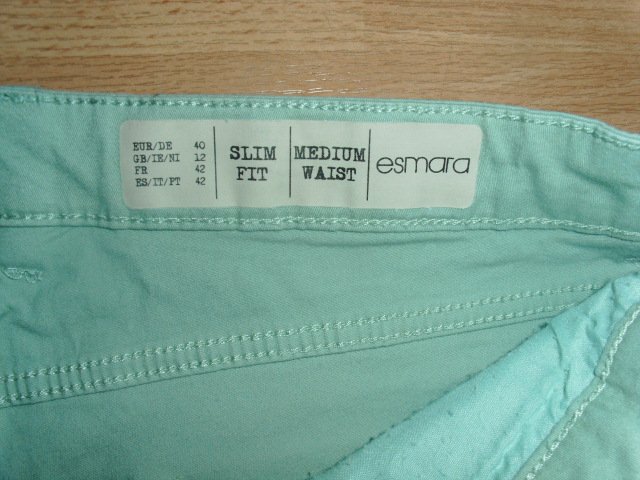 EUR/DE 40
GB/IE/NI 12
FR 42
ES/IT/PT 42
SLIM
FIT
MEDIUM
WAIST
esmara